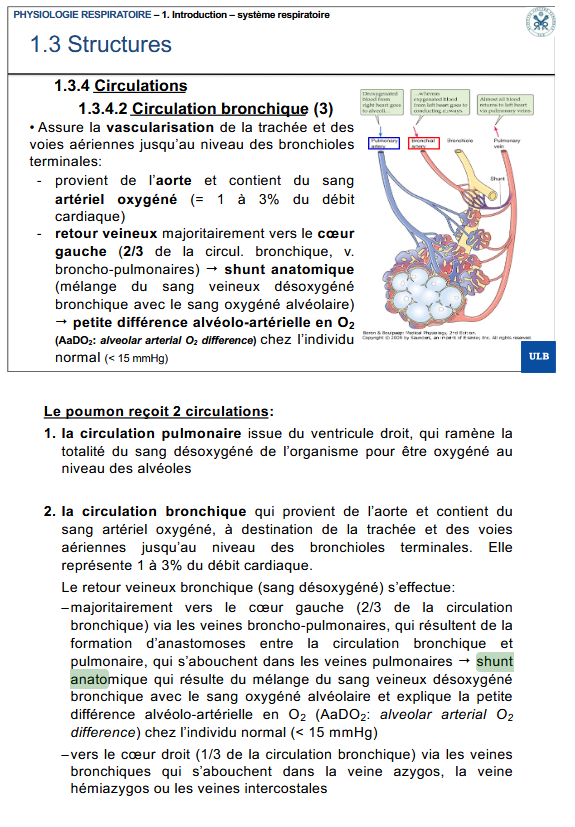 PHYSIOLOGIE RESPIRATOIRE – 1. Introduction – système respiratoire
1.3 Structures
1.3.4 Circulations
1.3.4.2 Circulation bronchique (3)
• Assure la vascularisation de la trachée et des
voies aériennes jusqu'au niveau des bronchioles
terminales:
- provient de l'aorte et contient du sang
artériel oxygéné (= 1 à 3% du débit
cardiaque)
- retour veineux majoritairement vers le cœur
gauche (2/3 de la circul. bronchique, v.
broncho-pulmonaires) → shunt anatomique
(mélange du sang veineux désoxygéné
bronchique avec le sang oxygéné alvéolaire)
→ petite différence alvéolo-artérielle en O₂
(AaDO₂: alveolar arterial O₂ difference) chez l'individu
normal (< 15 mmHg)
Deoxygenated
blood from
right heart goes
to alveoli...
...whereas
oxygenated blood
from left heart goes to
conducting airways.
Almost all blood
returns to left heart
via pulmonary veins.
Pulmonary
artery
Bronchial
artery
Bronchiole
Pulmonary
vein
Shunt
Boron & Boulpaep: Medical Physiology, 2nd Edition.
Copyright © 2009 by Saunders, an imprint of Elsevier, Inc. All rights reserved.
ULB
Le poumon reçoit 2 circulations:
1. la circulation pulmonaire issue du ventricule droit, qui ramène la
totalité du sang désoxygéné de l'organisme pour être oxygéné au
niveau des alvéoles
2. la circulation bronchique qui provient de l'aorte et contient du
sang artériel oxygéné, à destination de la trachée et des voies
aériennes jusqu'au niveau des bronchioles terminales. Elle
représente 1 à 3% du débit cardiaque.
Le retour veineux bronchique (sang désoxygéné) s'effectue:
–majoritairement vers le cœur gauche (2/3 de la circulation
bronchique) via les veines broncho-pulmonaires, qui résultent de la
formation d'anastomoses entre la circulation bronchique et
pulmonaire, qui s'abouchent dans les veines pulmonaires → shunt
anatomique qui résulte du mélange du sang veineux désoxygéné
bronchique avec le sang oxygéné alvéolaire et explique la petite
différence alvéolo-artérielle en O₂ (AaDO₂: alveolar arterial O₂
difference) chez l'individu normal (< 15 mmHg)
–vers le cœur droit (1/3 de la circulation bronchique) via les veines
bronchiques qui s'abouchent dans la veine azygos, la veine
hémiazygos ou les veines intercostales